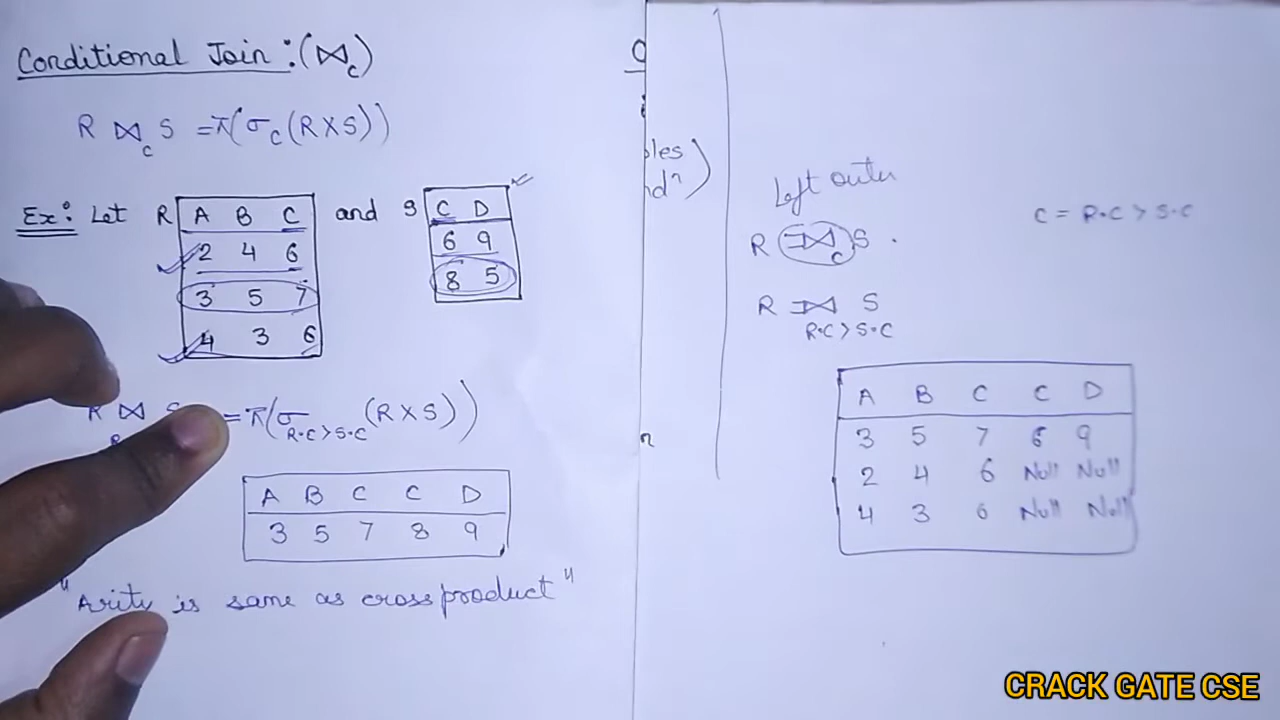 Conditional Join : (⋈c)
R ⋈c S = π(σc(R X S))
Ex: Let R
A B C
2 4 6
3 5 7
4 3 6
and S
C D
6 9
8 5
R ⋈ S = π(σR.C > S.C (R X S))
A B C C D
3 5 7 8 9
"Arity is same as cross product"
Left outer
R ⟕c S .
C = R.C > S.C
R ⟕ S
R.C > S.C
A B C C D
3 5 7 6 9
2 4 6 Null Null
4 3 6 Null Null
CRACK GATE CSE